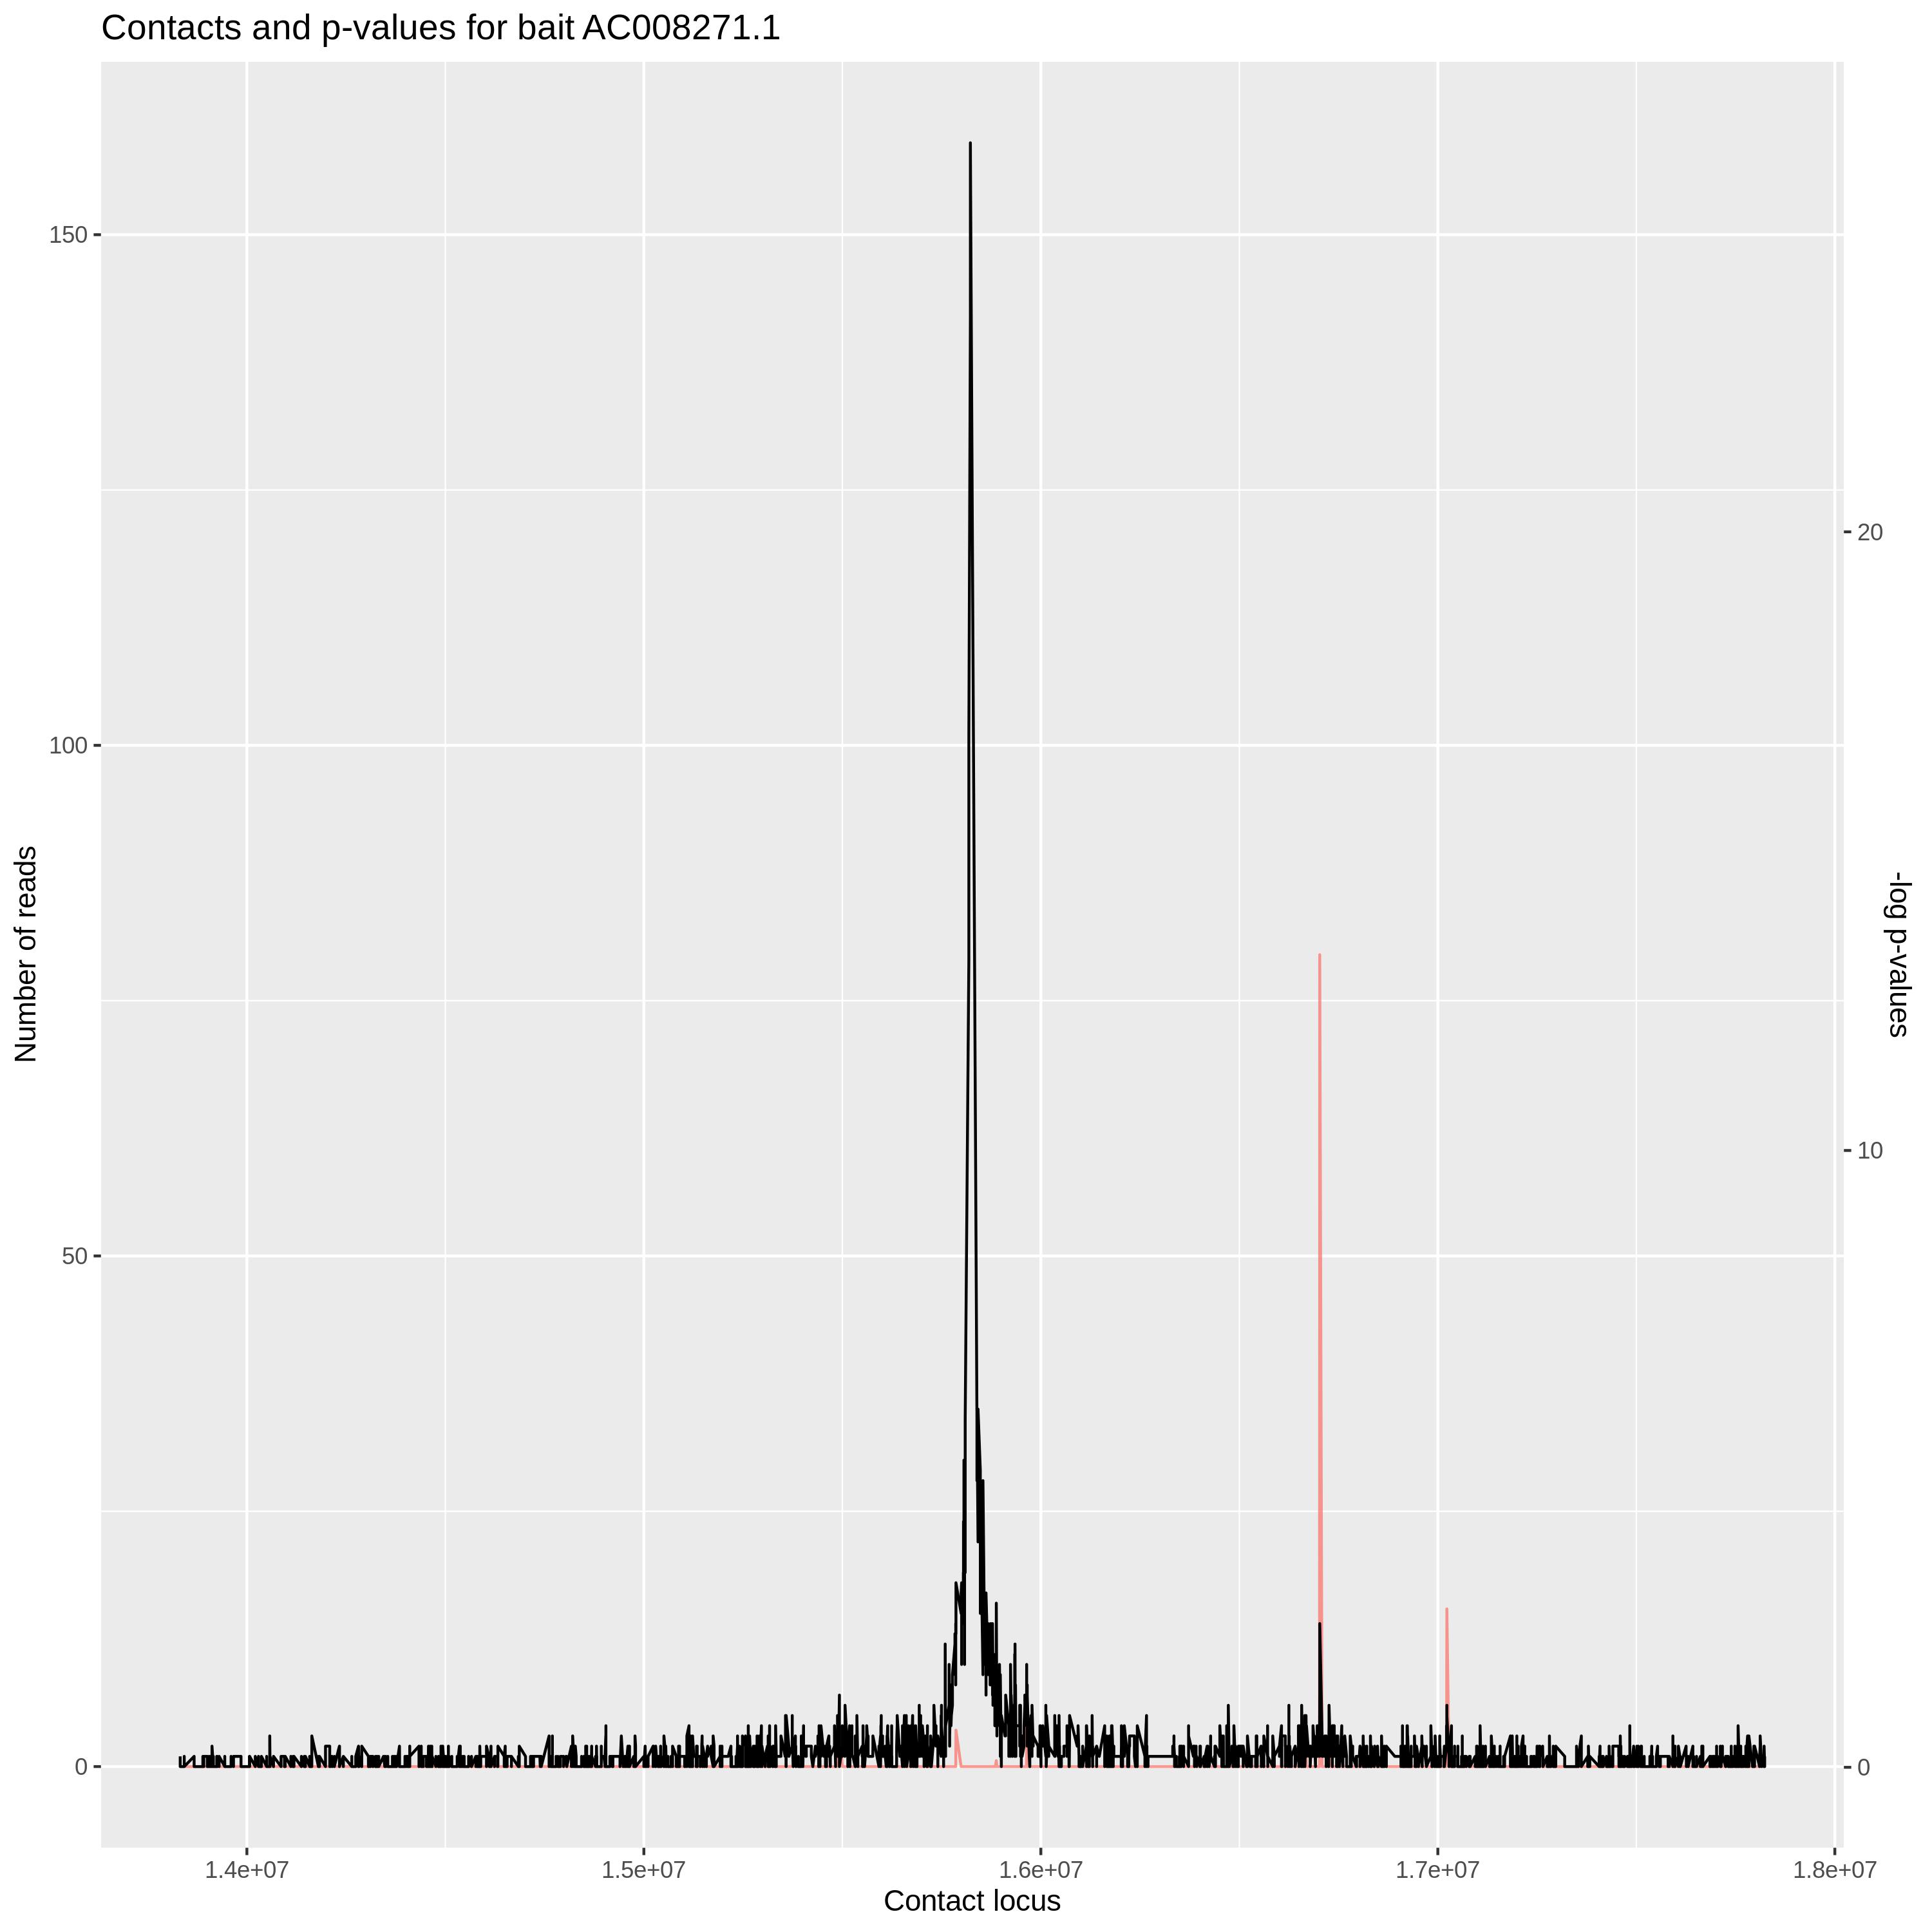 Contacts and p-values for bait AC008271.1
150
100
50
0
Number of reads
20
10
0
-log p-values
1.4e+07
1.5e+07
1.6e+07
1.7e+07
1.8e+07
Contact locus